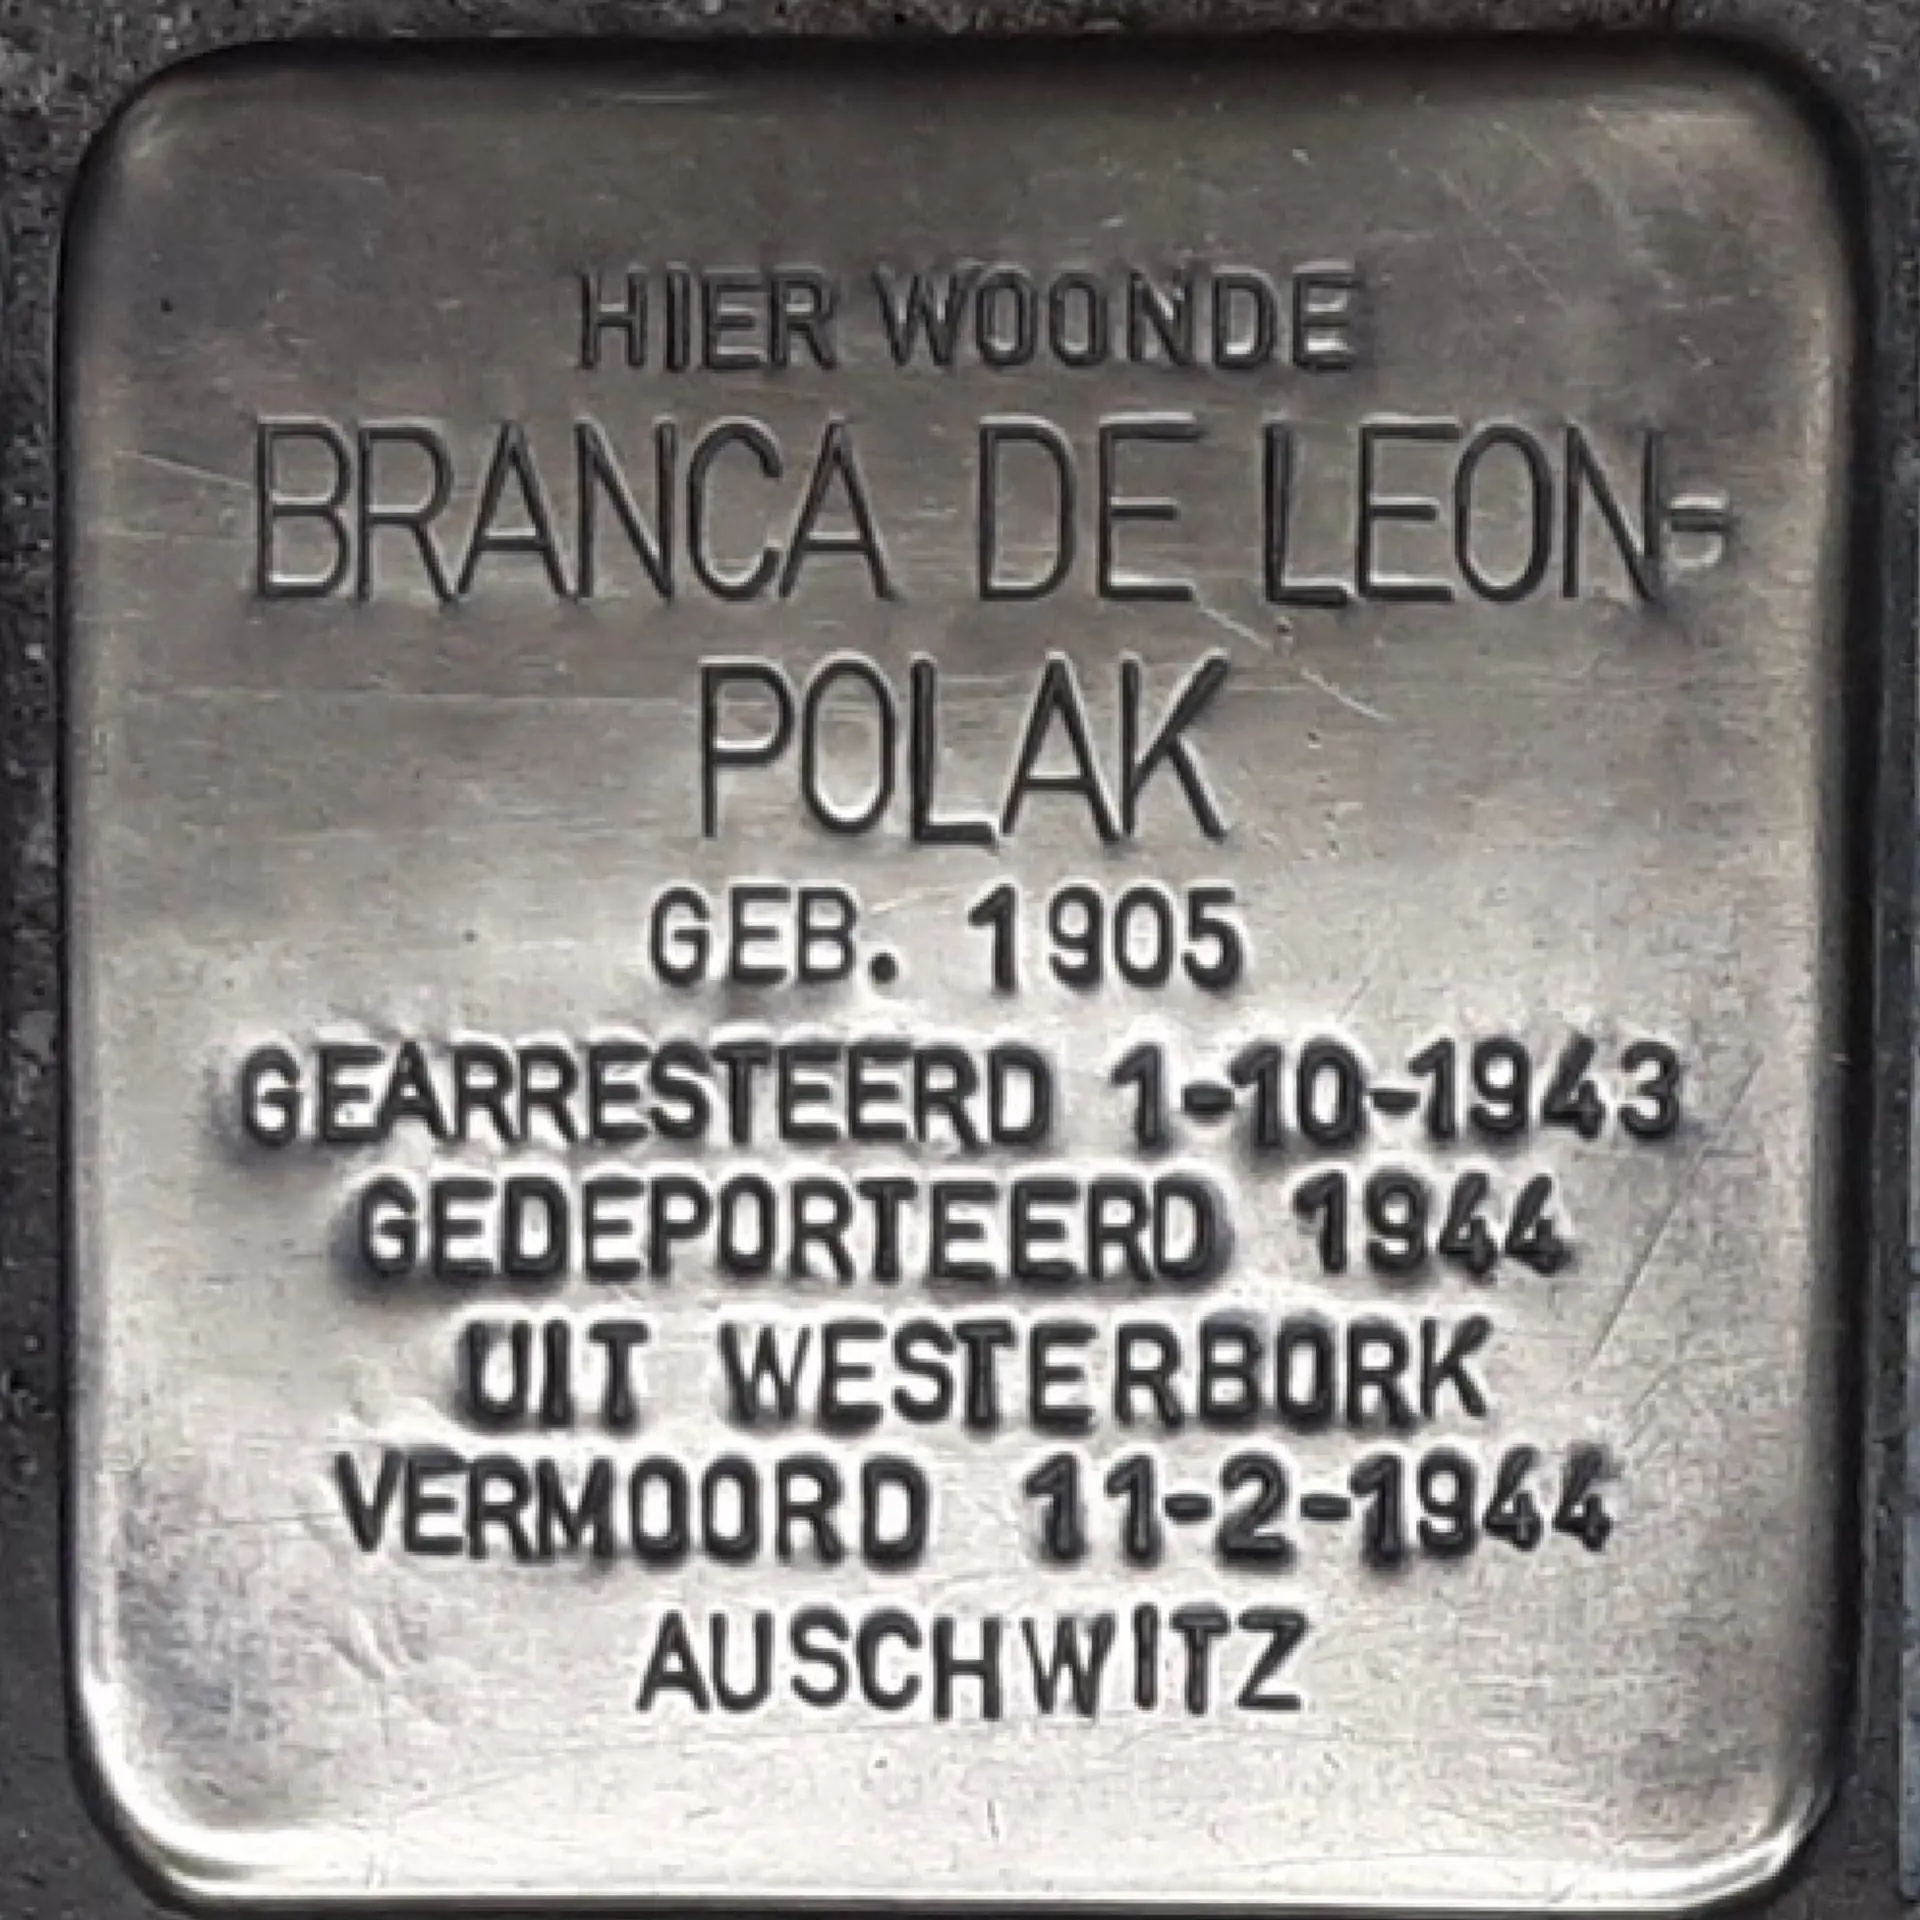 HIER WOONDE
BRANCA DE LEON-
POLAK
GEB. 1905
GEARRESTEERD 1-10-1943
GEDEPORTEERD 1944
UIT WESTERBORK
VERMOORD 11-2-1944
AUSCHWITZ